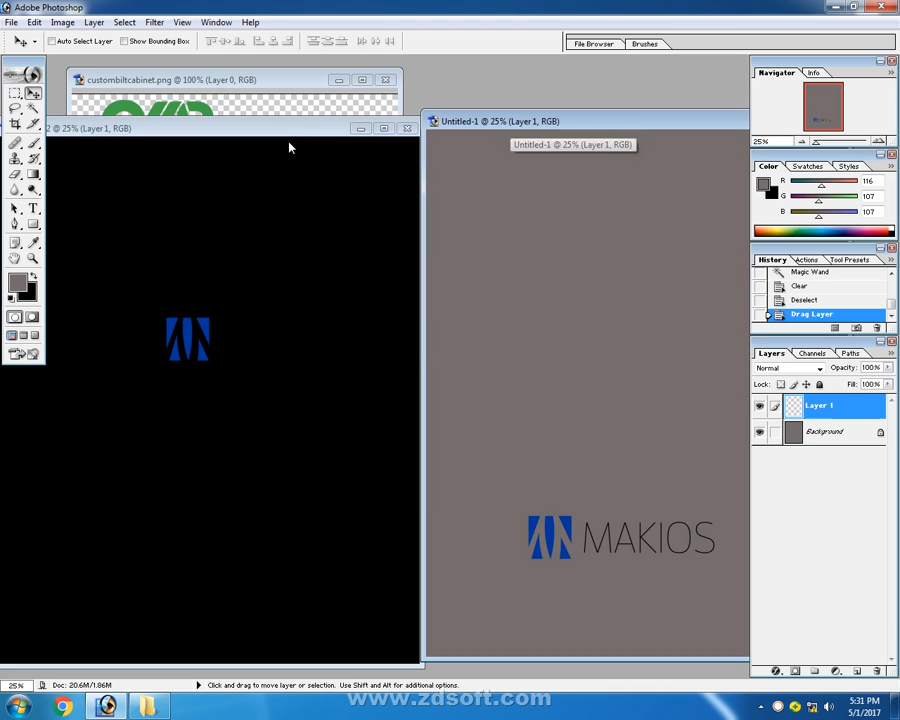 Adobe Photoshop
File Edit Image Layer Select Filter View Window Help
Auto Select Layer Show Bounding Box File Browser Brushes
custombiltcabinet.png @ 100% (Layer 0, RGB)
2 @ 25% (Layer 1, RGB)
Untitled-1 @ 25% (Layer 1, RGB)
Untitled-1 @ 25% (Layer 1, RGB)
MAKIOS
Navigator Info
25%
Color Swatches Styles
R 116
G 107
B 107
History Actions Tool Presets
Magic Wand
Clear
Deselect
Drag Layer
Layers Channels Paths
Normal Opacity: 100%
Lock: Fill: 100%
Layer 1
Background
25% Doc: 20.6M/1.86M Click and drag to move layer or selection. Use Shift and Alt for additional options.
www.zdsoft.com
5:31 PM
5/1/2017